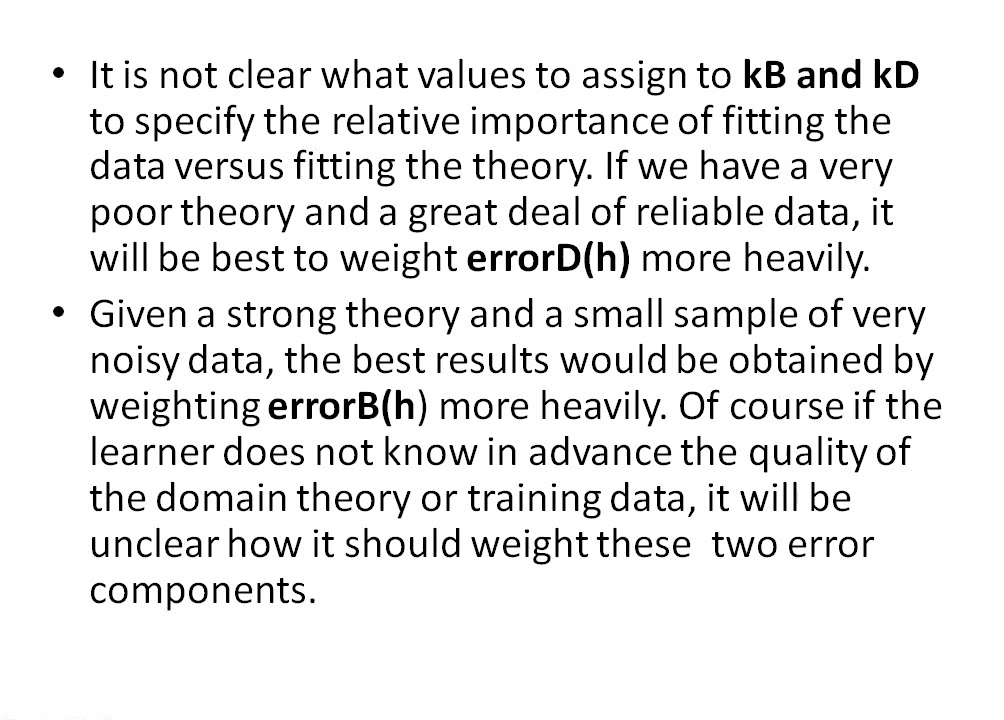 • It is not clear what values to assign to kB and kD
to specify the relative importance of fitting the
data versus fitting the theory. If we have a very
poor theory and a great deal of reliable data, it
will be best to weight errorD(h) more heavily.
• Given a strong theory and a small sample of very
noisy data, the best results would be obtained by
weighting errorB(h) more heavily. Of course if the
learner does not know in advance the quality of
the domain theory or training data, it will be
unclear how it should weight these  two error
components.